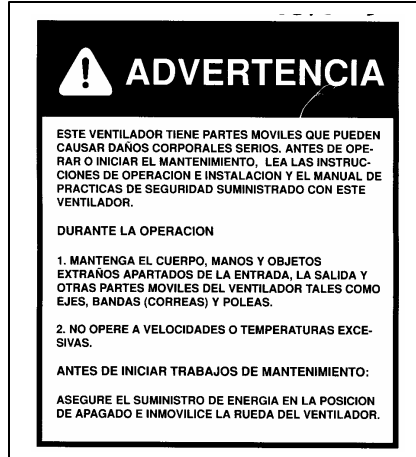 ADVERTENCIA
ESTE VENTILADOR TIENE PARTES MOVILES QUE PUEDEN
CAUSAR DAÑOS CORPORALES SERIOS. ANTES DE OPE-
RAR O INICIAR EL MANTENIMIENTO, LEA LAS INSTRUC-
CIONES DE OPERACION E INSTALACION Y EL MANUAL DE
PRACTICAS DE SEGURIDAD SUMINISTRADO CON ESTE
VENTILADOR.
DURANTE LA OPERACION
1. MANTENGA EL CUERPO, MANOS Y OBJETOS
EXTRAÑOS APARTADOS DE LA ENTRADA, LA SALIDA Y
OTRAS PARTES MOVILES DEL VENTILADOR TALES COMO
EJES, BANDAS (CORREAS) Y POLEAS.
2. NO OPERE A VELOCIDADES O TEMPERATURAS EXCE-
SIVAS.
ANTES DE INICIAR TRABAJOS DE MANTENIMIENTO:
ASEGURE EL SUMINISTRO DE ENERGIA EN LA POSICION
DE APAGADO E INMOVILICE LA RUEDA DEL VENTILADOR.